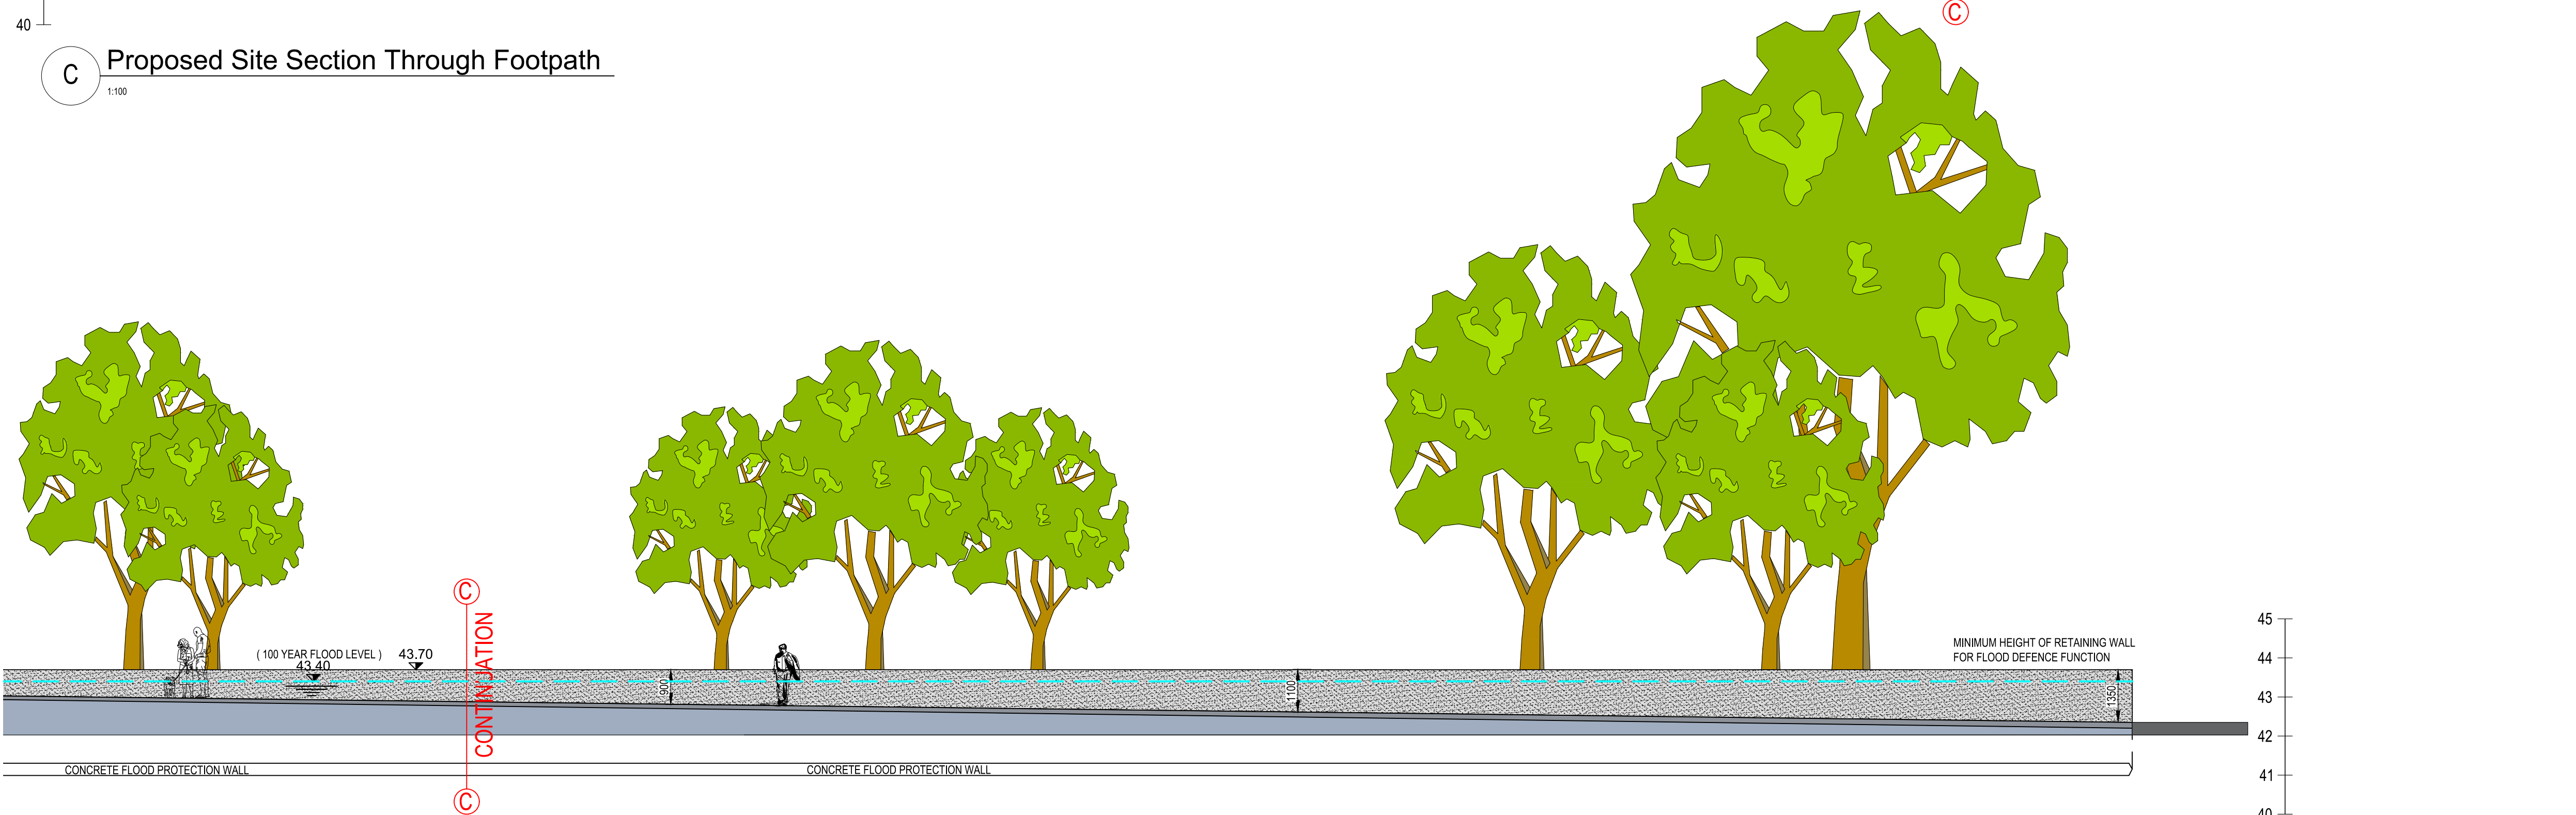 40
C
C Proposed Site Section Through Footpath
1:100
C
CONTINUATION
( 100 YEAR FLOOD LEVEL ) 43.70
43.40
900
1100
1350
MINIMUM HEIGHT OF RETAINING WALL
FOR FLOOD DEFENCE FUNCTION
45
44
43
42
41
40
CONCRETE FLOOD PROTECTION WALL
CONCRETE FLOOD PROTECTION WALL
C